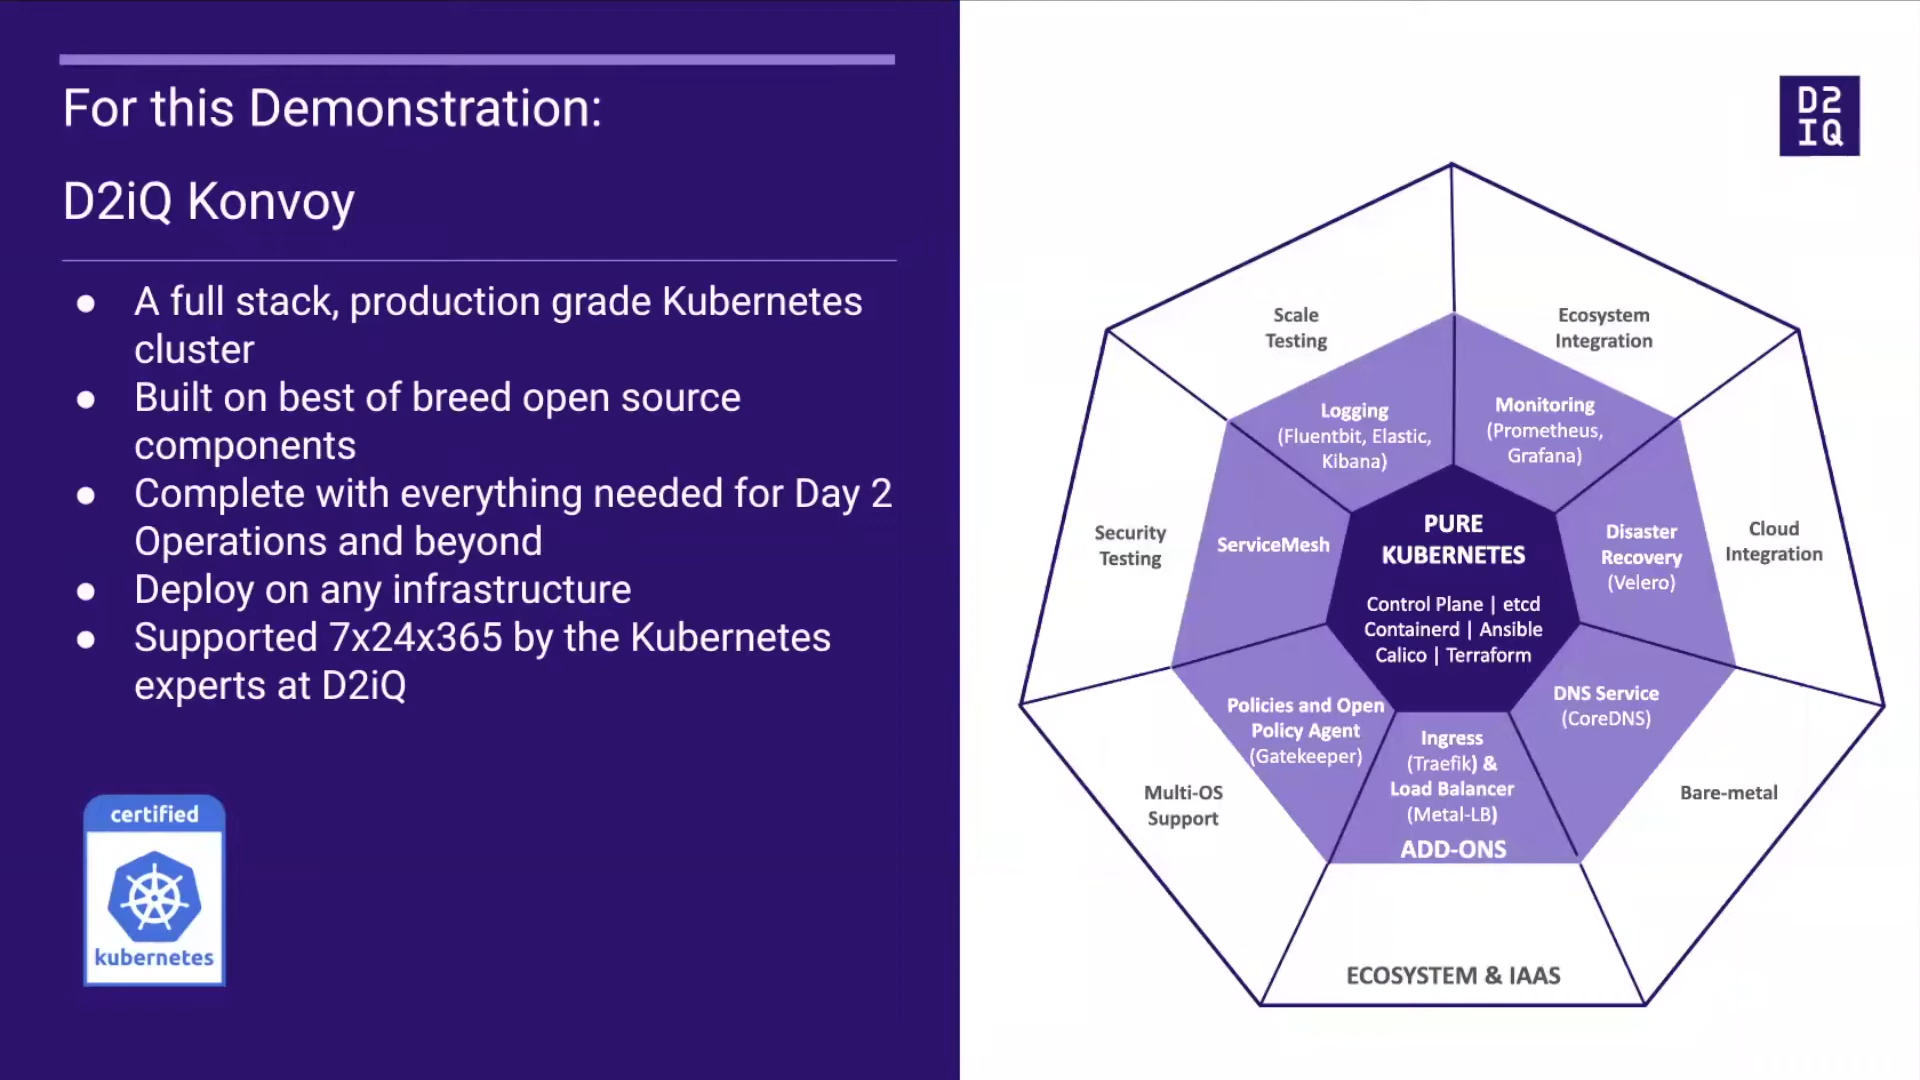 For this Demonstration:
D2iQ Konvoy
● A full stack, production grade Kubernetes
cluster
● Built on best of breed open source
components
● Complete with everything needed for Day 2
Operations and beyond
● Deploy on any infrastructure
● Supported 7x24x365 by the Kubernetes
experts at D2iQ
certified
kubernetes
D2
IQ
Scale
Testing
Ecosystem
Integration
Logging
(Fluentbit, Elastic,
Kibana)
Monitoring
(Prometheus,
Grafana)
Security
Testing
ServiceMesh
PURE
KUBERNETES
Control Plane | etcd
Containerd | Ansible
Calico | Terraform
Disaster
Recovery
(Velero)
Cloud
Integration
Policies and Open
Policy Agent
(Gatekeeper)
DNS Service
(CoreDNS)
Ingress
(Traefik) &
Load Balancer
(Metal-LB)
ADD-ONS
Multi-OS
Support
Bare-metal
ECOSYSTEM & IAAS